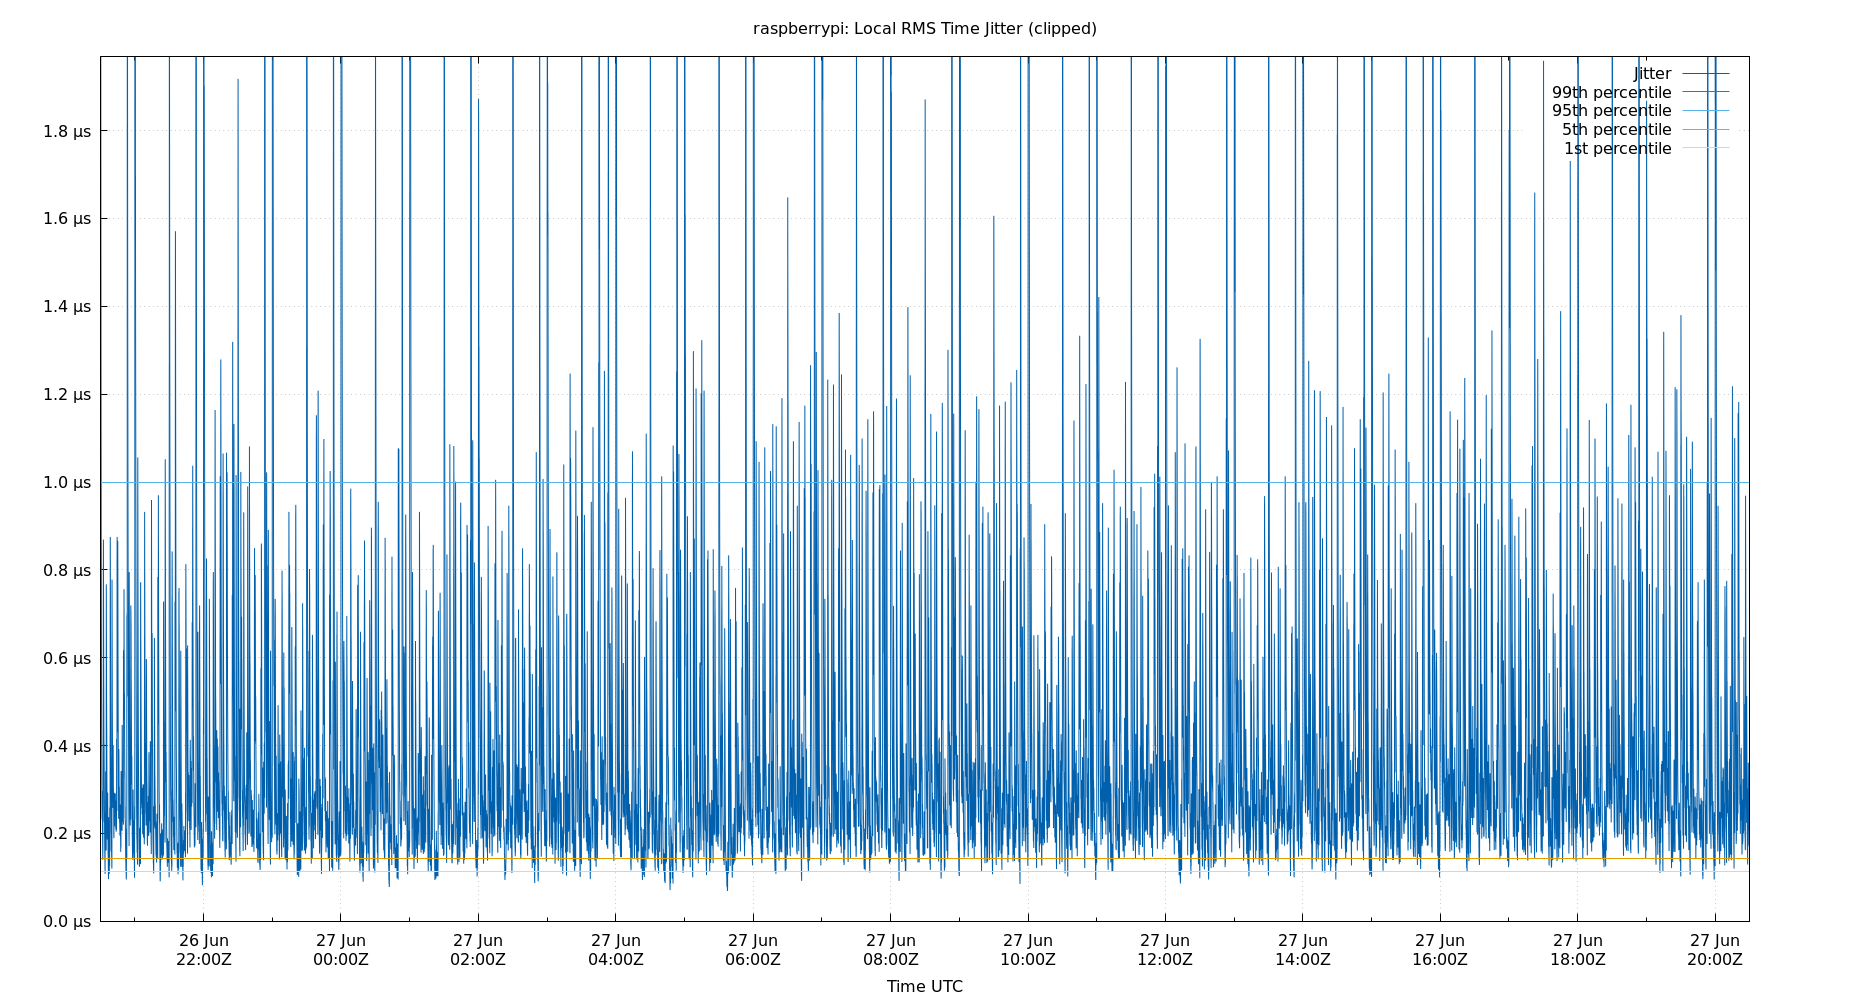 raspberrypi: Local RMS Time Jitter (clipped)
Jitter
99th percentile
95th percentile
5th percentile
1st percentile
1.8 µs
1.6 µs
1.4 µs
1.2 µs
1.0 µs
0.8 µs
0.6 µs
0.4 µs
0.2 µs
0.0 µs
26 Jun 27 Jun 27 Jun 27 Jun 27 Jun 27 Jun 27 Jun 27 Jun 27 Jun 27 Jun 27 Jun 27 Jun
22:00Z 00:00Z 02:00Z 04:00Z 06:00Z 08:00Z 10:00Z 12:00Z 14:00Z 16:00Z 18:00Z 20:00Z
Time UTC